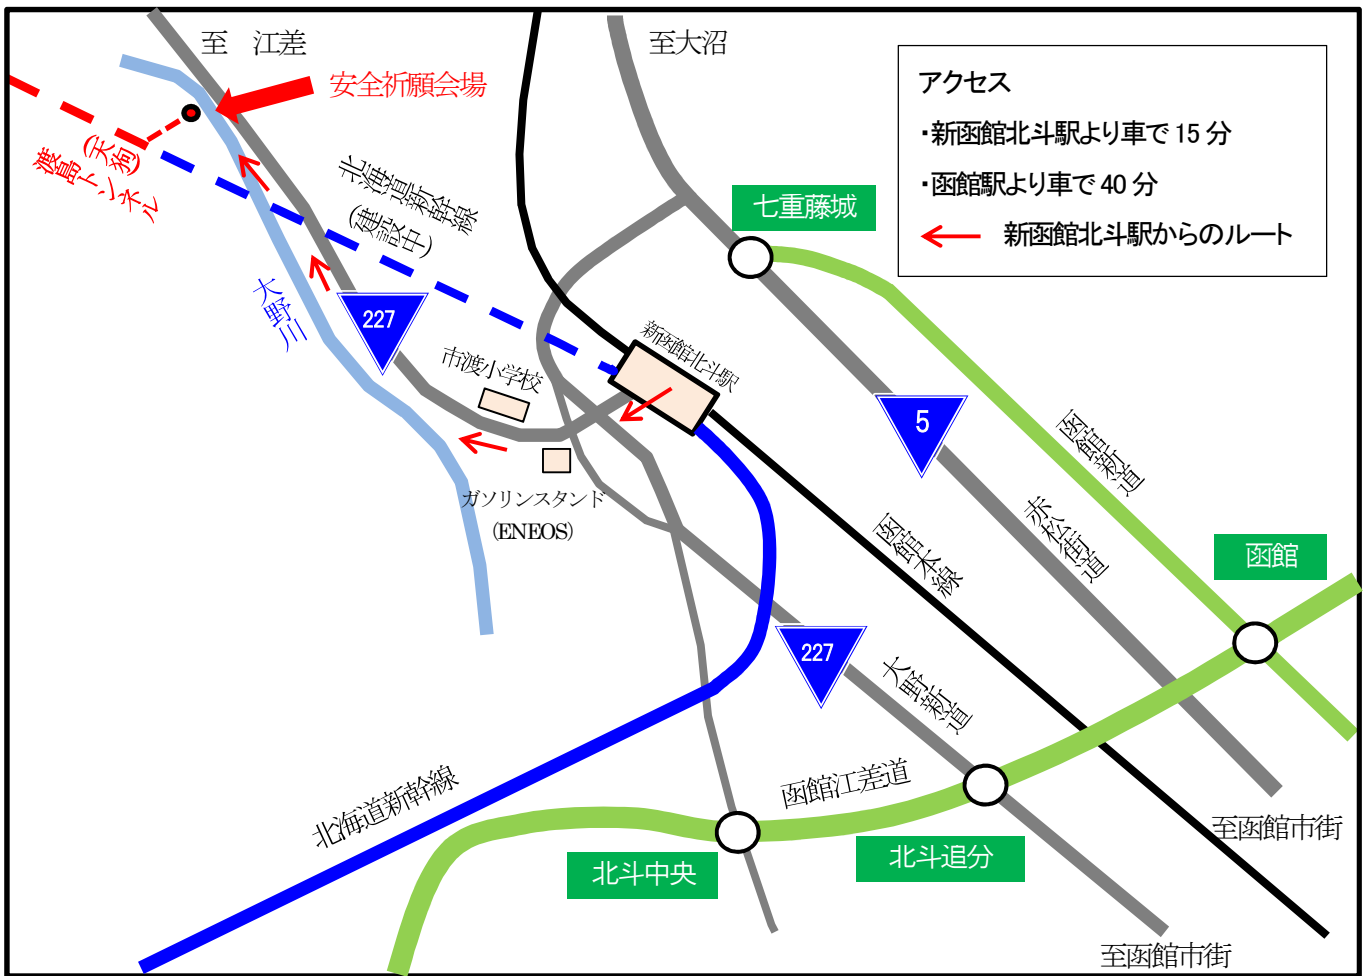 至　江差
至大沼
安全祈願会場
アクセス
・新函館北斗駅より車で 15 分
・函館駅より車で 40 分
新函館北斗駅からのルート
渡島トンネル
(天狗)
北海道新幹線
(建設中)
七重藤城
大野川
227
市渡小学校
新函館北斗駅
5
函館新道
ガソリンスタンド
(ENEOS)
函館本線
赤松街道
函館
227
大野新道
北海道新幹線
函館江差道
至函館市街
北斗中央
北斗追分
至函館市街